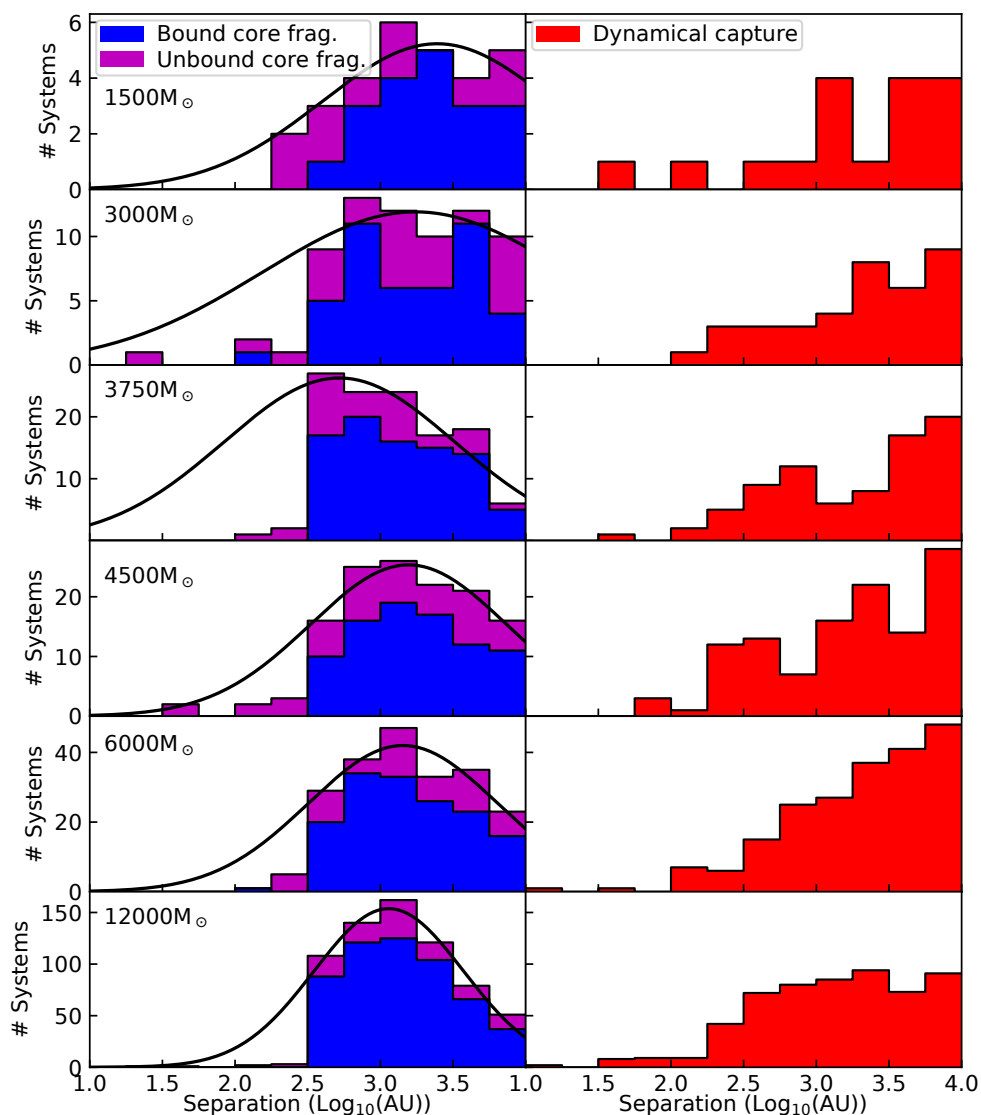 Bound core frag.
Unbound core frag.
Dynamical capture
1500M☉
# Systems
6
4
2
0
3000M☉
# Systems
10
5
0
3750M☉
# Systems
20
10
4500M☉
# Systems
20
10
0
6000M☉
# Systems
40
20
0
12000M☉
# Systems
150
100
50
0
1.0 1.5 2.0 2.5 3.0 3.5 1.0 1.5 2.0 2.5 3.0 3.5 4.0
Separation (Log₁₀(AU)) Separation (Log₁₀(AU))